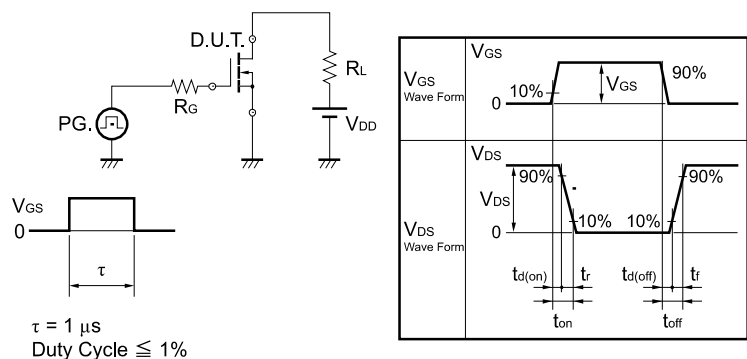 D.U.T.
RL
RG
PG.
VDD
VGS
0
τ
τ = 1 μs
Duty Cycle ≦ 1%
VGS
Wave Form
VGS
10%
0
VGS
90%
VDS
Wave Form
VDS
90%
VDS
0
10%
10%
90%
td(on)
tr
td(off)
tf
ton
toff